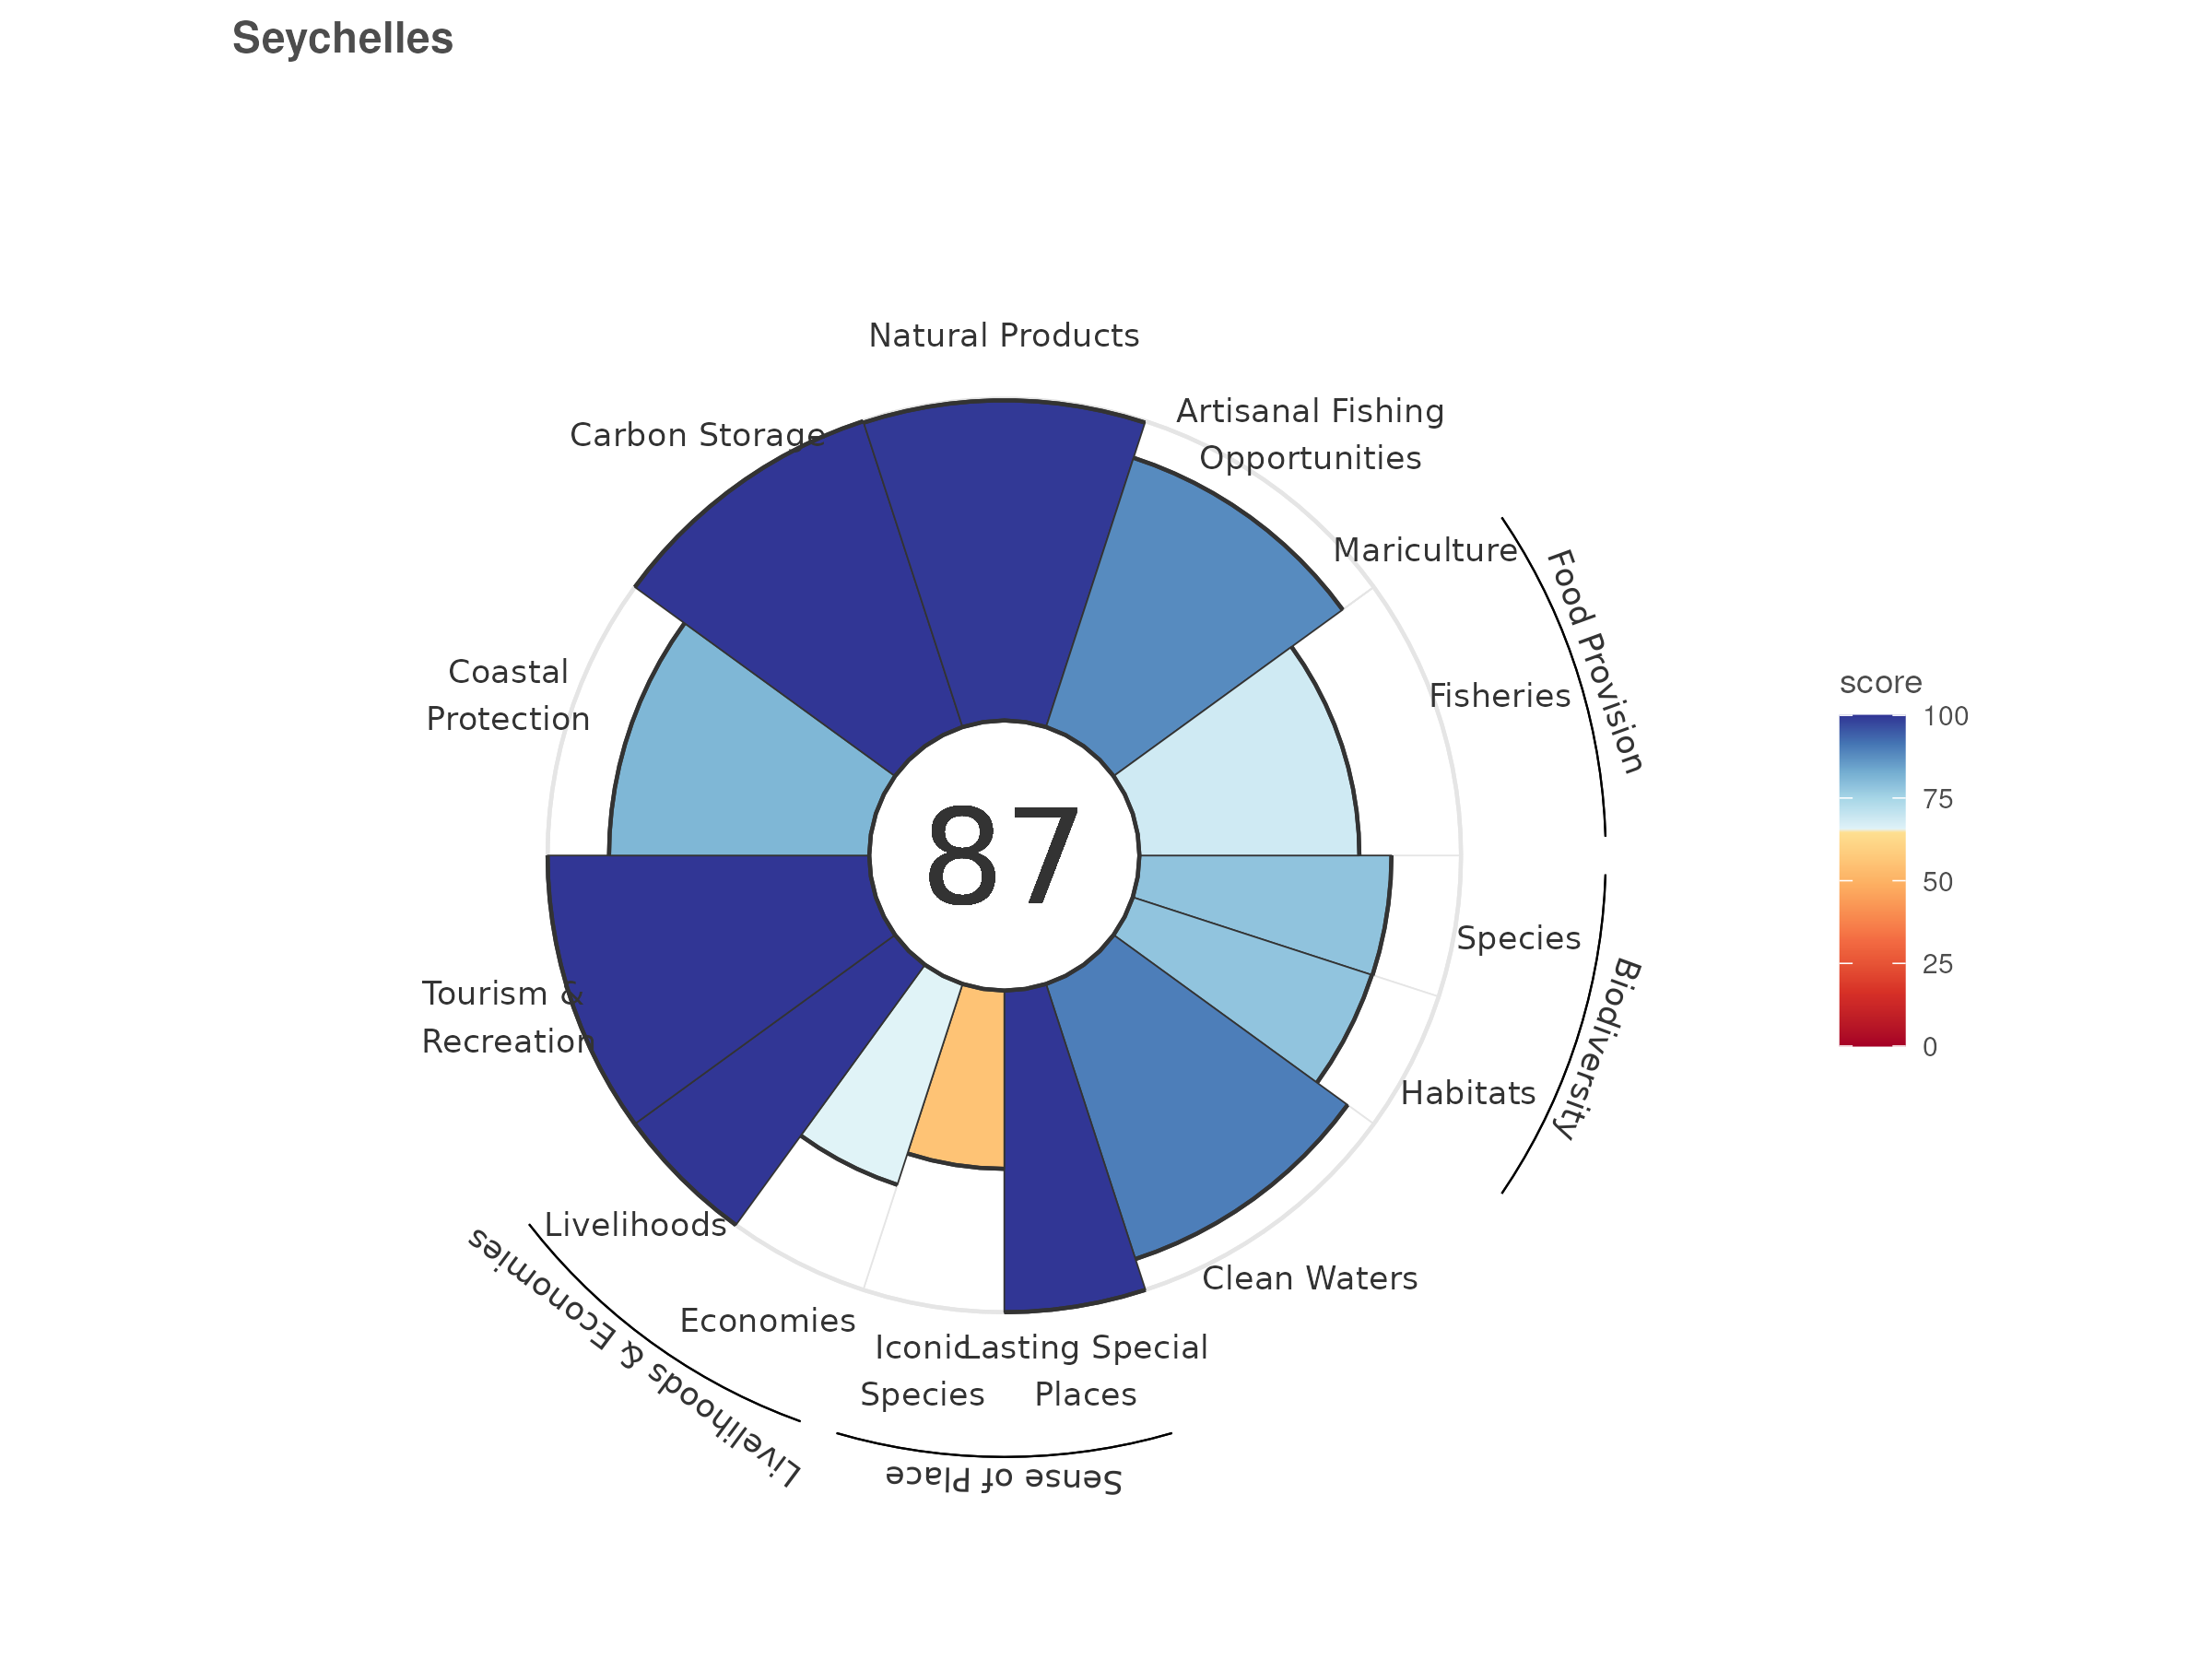 Seychelles
Natural Products
Artisanal Fishing
Opportunities
Carbon Storage
Mariculture
Food Provision
Fisheries
Coastal
Protection
score
100
75
50
25
0
87
Species
Biodiversity
Tourism &
Recreation
Habitats
Livelihoods
Livelihoods & Economies
Clean Waters
Economies
Iconic
Species
Lasting Special
Places
Sense of Place